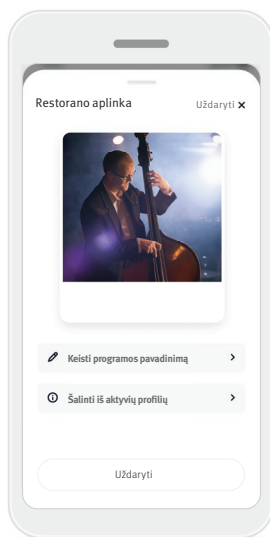 Restorano aplinka
Uždaryti ×
Keisti programos pavadinimą
Šalinti iš aktyvių profilių
Uždaryti